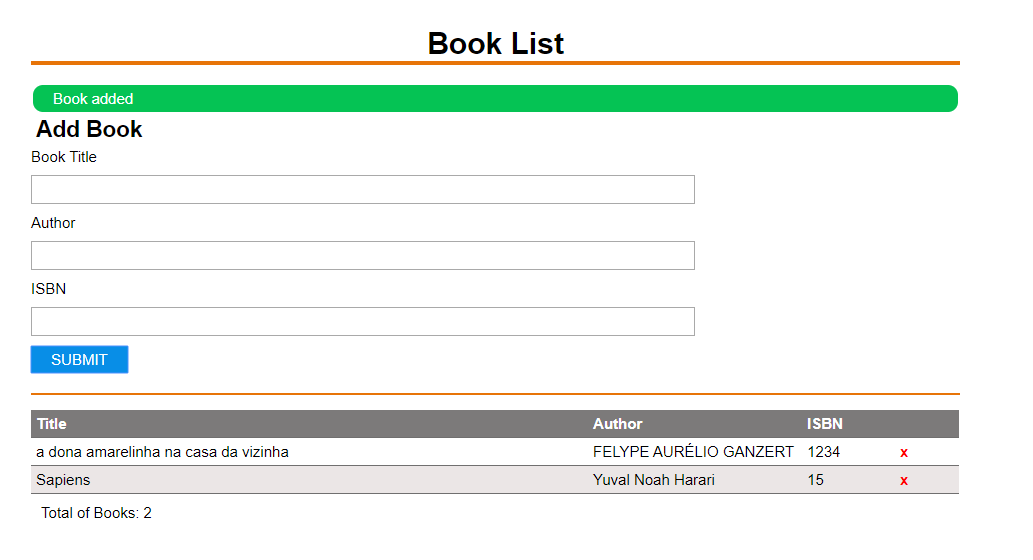 Book List
Book added
Add Book
Book Title
Author
ISBN
SUBMIT
Title Author ISBN
a dona amarelinha na casa da vizinha FELYPE AURÉLIO GANZERT 1234 x
Sapiens Yuval Noah Harari 15 x
Total of Books: 2